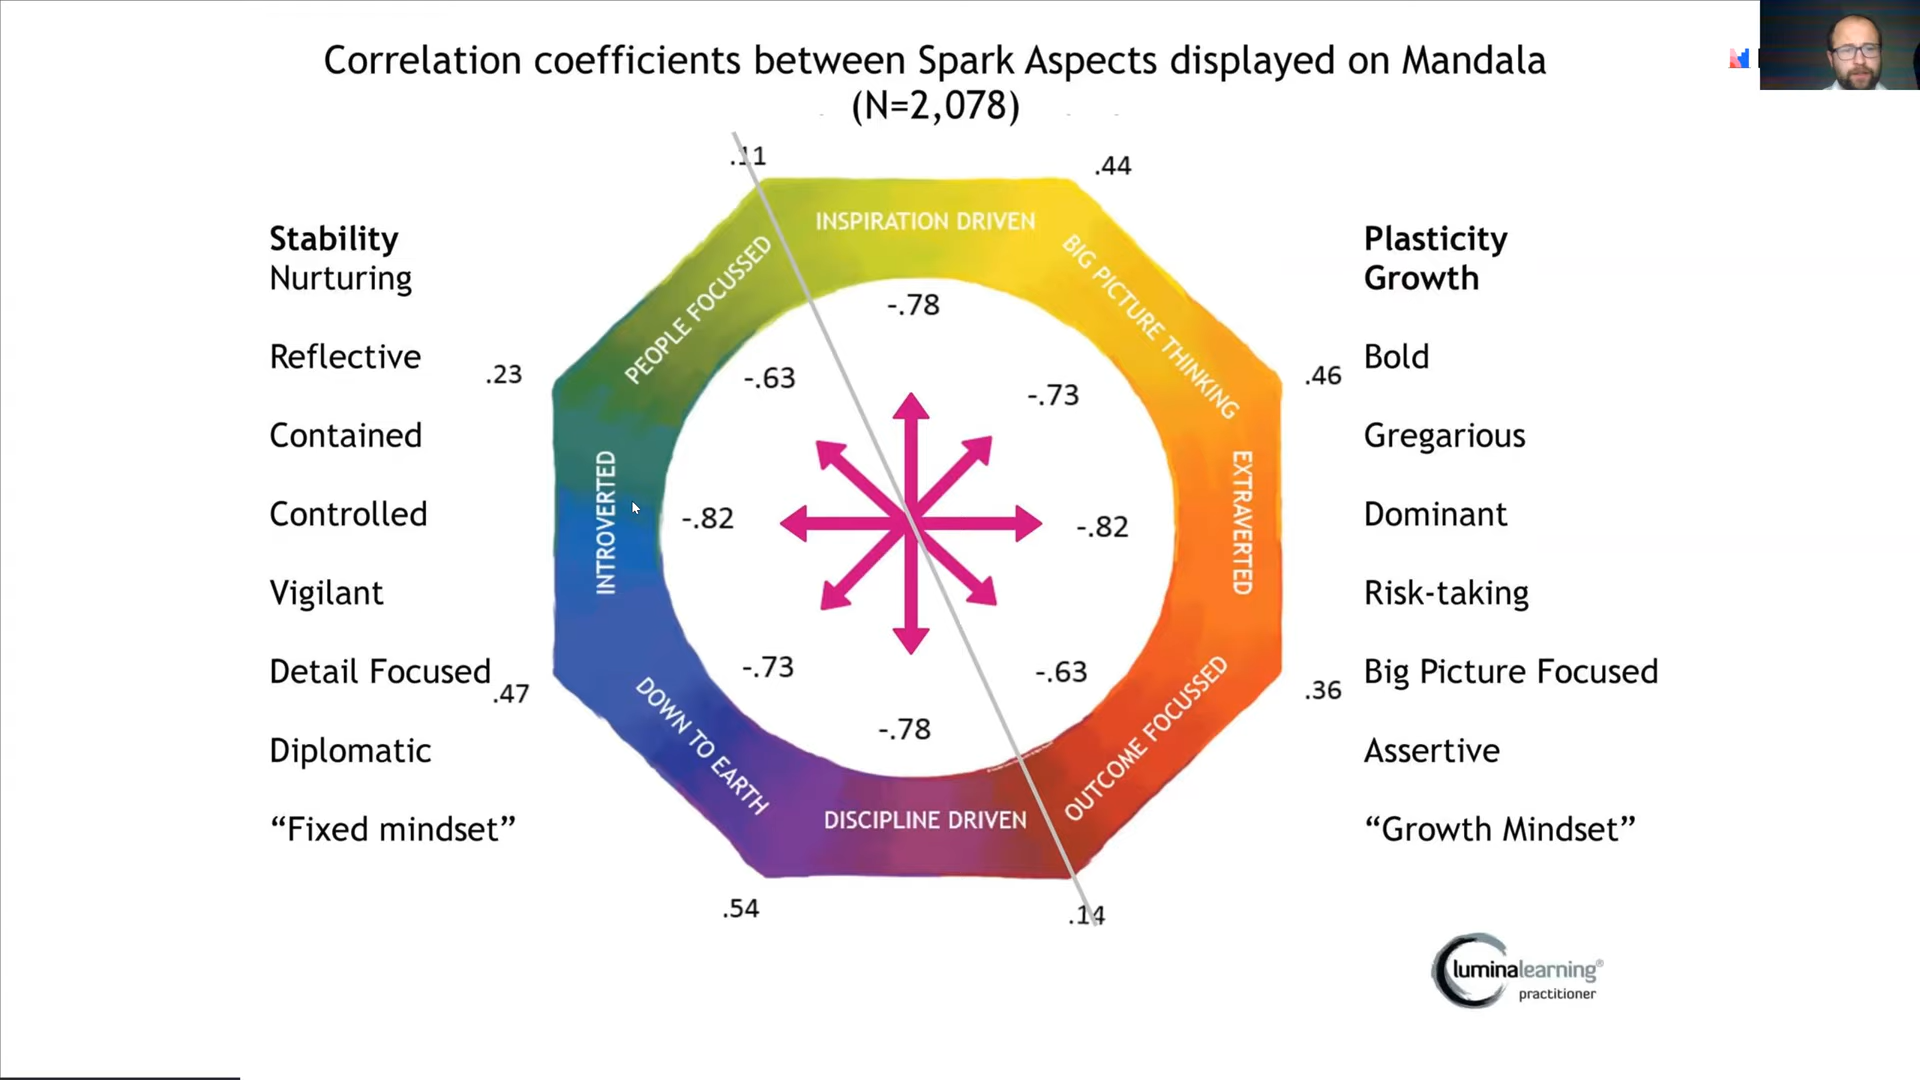 Correlation coefficients between Spark Aspects displayed on Mandala
(N=2,078)
.11
.44
Stability
Nurturing
Reflective
Contained
Controlled
Vigilant
Detail Focused
Diplomatic
“Fixed mindset”
.23
.47
.54
INSPIRATION DRIVEN
PEOPLE FOCUSSED
BIG PICTURE THINKING
INTROVERTED
EXTRAVERTED
DOWN TO EARTH
OUTCOME FOCUSSED
DISCIPLINE DRIVEN
-.78
-.63
-.73
-.82
-.82
-.73
-.63
-.78
.46
.36
.14
Plasticity
Growth
Bold
Gregarious
Dominant
Risk-taking
Big Picture Focused
Assertive
“Growth Mindset”
luminalearning®
practitioner